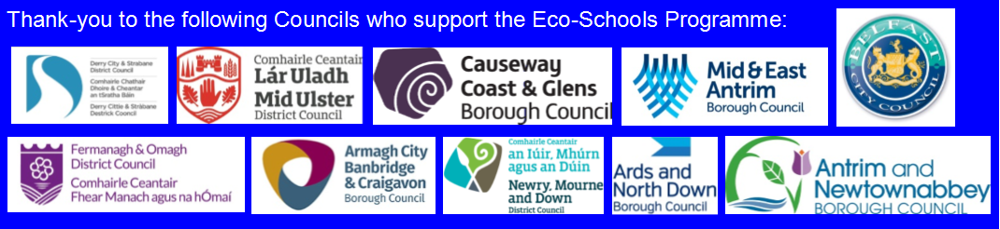 Thank-you to the following Councils who support the Eco-Schools Programme:
Derry City & Strabane
District Council
Comhairle Chathair
Dhoire & Cheantar
an tSratha Báin
Derry Cittie & Stràbane
Destrick Cooncil
Comhairle Ceantair
Lár Uladh
Mid Ulster
District Council
Causeway
Coast & Glens
Borough Council
Mid & East
Antrim
Borough Council
BELFAST
CITY COUNCIL
Fermanagh & Omagh
District Council
Comhairle Ceantair
Fhear Manach agus na hÓmaí
Armagh City
Banbridge
& Craigavon
Borough Council
Comhairle Ceantair
an Iúir, Mhúrn
agus an Dúin
Newry, Mourne
and Down
District Council
Ards and
North Down
Borough Council
Antrim and
Newtownabbey
BOROUGH COUNCIL